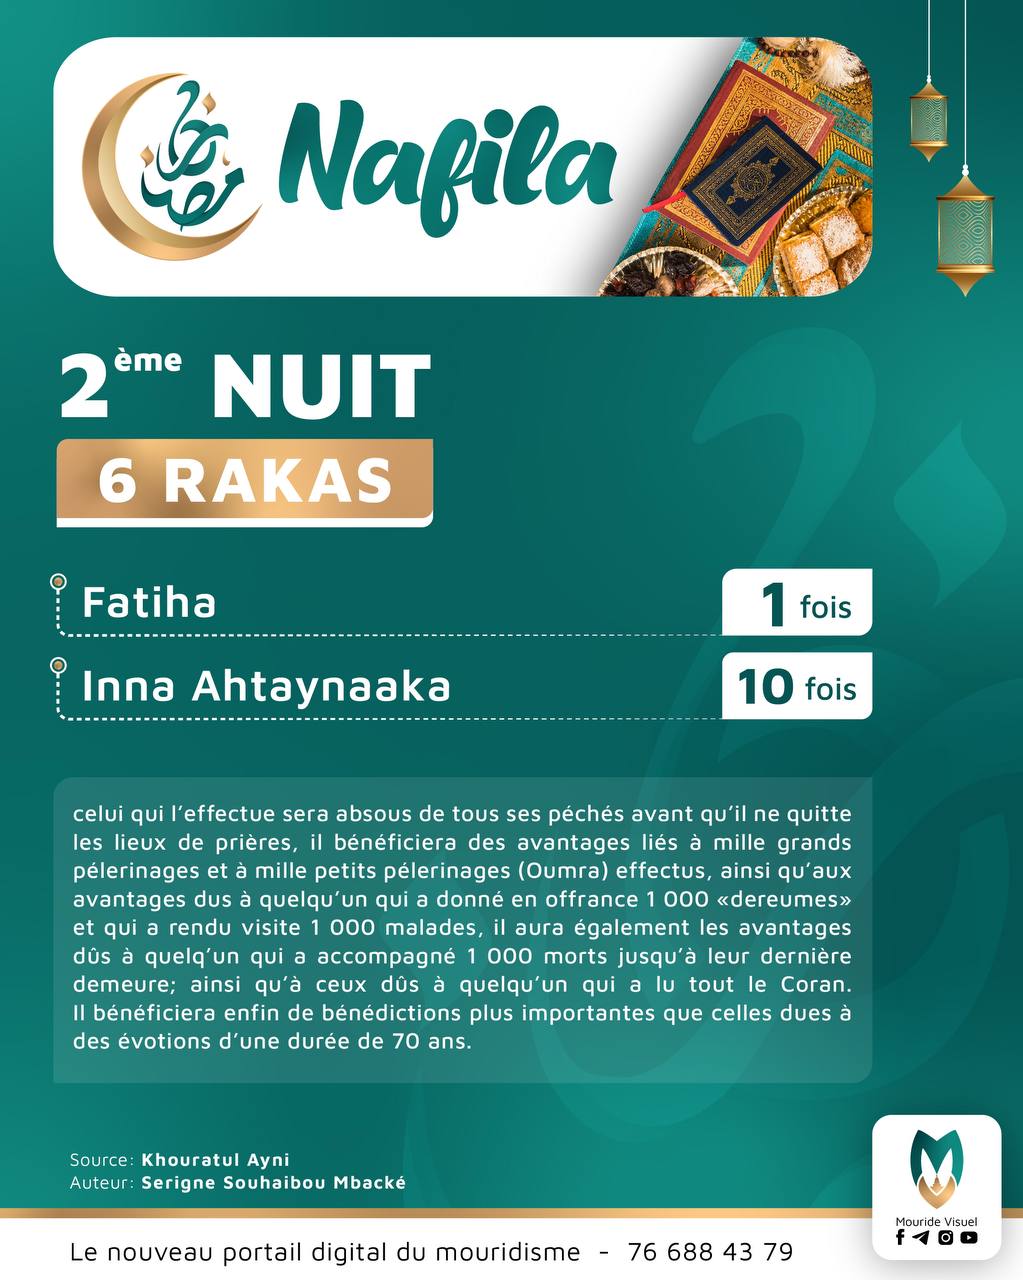 رمضان
Nafila
2ème NUIT
6 RAKAS
Fatiha 1 fois
Inna Ahtaynaaka 10 fois
celui qui l’effectue sera absous de tous ses péchés avant qu’il ne quitte
les lieux de prières, il bénéficiera des avantages liés à mille grands
pélerinages et à mille petits pélerinages (Oumra) effectus, ainsi qu’aux
avantages dus à quelqu’un qui a donné en offrance 1 000 «dereumes»
et qui a rendu visite 1 000 malades, il aura également les avantages
dûs à quelq’un qui a accompagné 1 000 morts jusqu’à leur dernière
demeure; ainsi qu’à ceux dûs à quelqu’un qui a lu tout le Coran.
Il bénéficiera enfin de bénédictions plus importantes que celles dues à
des évotions d’une durée de 70 ans.
Source: Khouratul Ayni
Auteur: Serigne Souhaibou Mbacké
Mouride Visuel
Le nouveau portail digital du mouridisme - 76 688 43 79